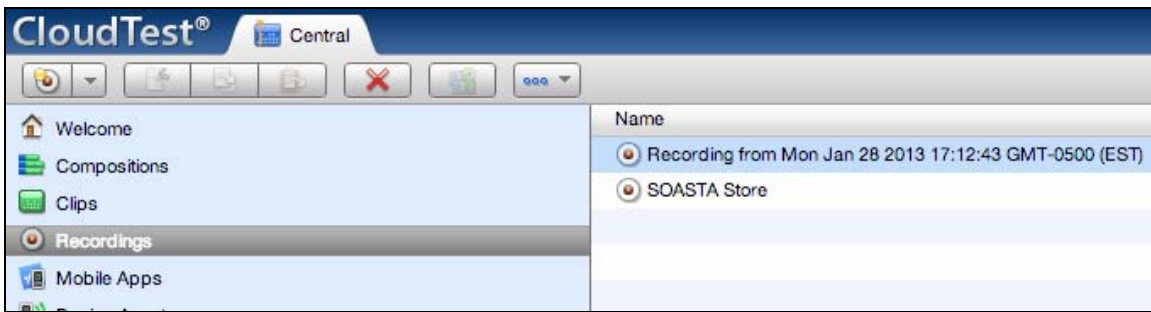 CloudTest®
Central
Welcome
Compositions
Clips
Recordings
Mobile Apps
Name
Recording from Mon Jan 28 2013 17:12:43 GMT-0500 (EST)
SOASTA Store